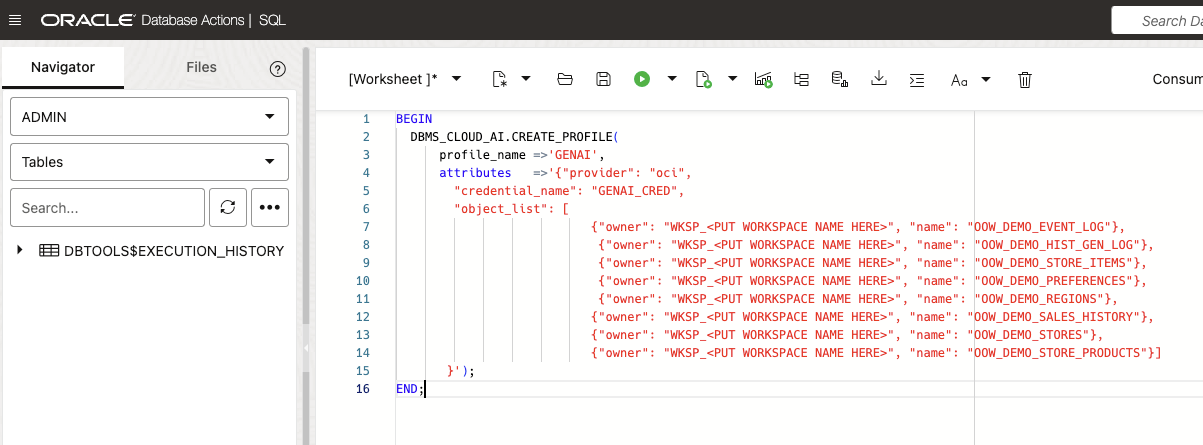 ORACLE Database Actions | SQL
Search Da
Navigator
Files
ADMIN
Tables
Search...
DBTOOLS$EXECUTION_HISTORY
[Worksheet ]*
Aa
Consum
1 BEGIN
2 DBMS_CLOUD_AI.CREATE_PROFILE(
3 profile_name =>'GENAI',
4 attributes =>'{"provider": "oci",
5 "credential_name": "GENAI_CRED",
6 "object_list": [
7 {"owner": "WKSP_<PUT WORKSPACE NAME HERE>", "name": "OOW_DEMO_EVENT_LOG"},
8 {"owner": "WKSP_<PUT WORKSPACE NAME HERE>", "name": "OOW_DEMO_HIST_GEN_LOG"},
9 {"owner": "WKSP_<PUT WORKSPACE NAME HERE>", "name": "OOW_DEMO_STORE_ITEMS"},
10 {"owner": "WKSP_<PUT WORKSPACE NAME HERE>", "name": "OOW_DEMO_PREFERENCES"},
11 {"owner": "WKSP_<PUT WORKSPACE NAME HERE>", "name": "OOW_DEMO_REGIONS"},
12 {"owner": "WKSP_<PUT WORKSPACE NAME HERE>", "name": "OOW_DEMO_SALES_HISTORY"},
13 {"owner": "WKSP_<PUT WORKSPACE NAME HERE>", "name": "OOW_DEMO_STORES"},
14 {"owner": "WKSP_<PUT WORKSPACE NAME HERE>", "name": "OOW_DEMO_STORE_PRODUCTS"}]
15 }');
16 END;